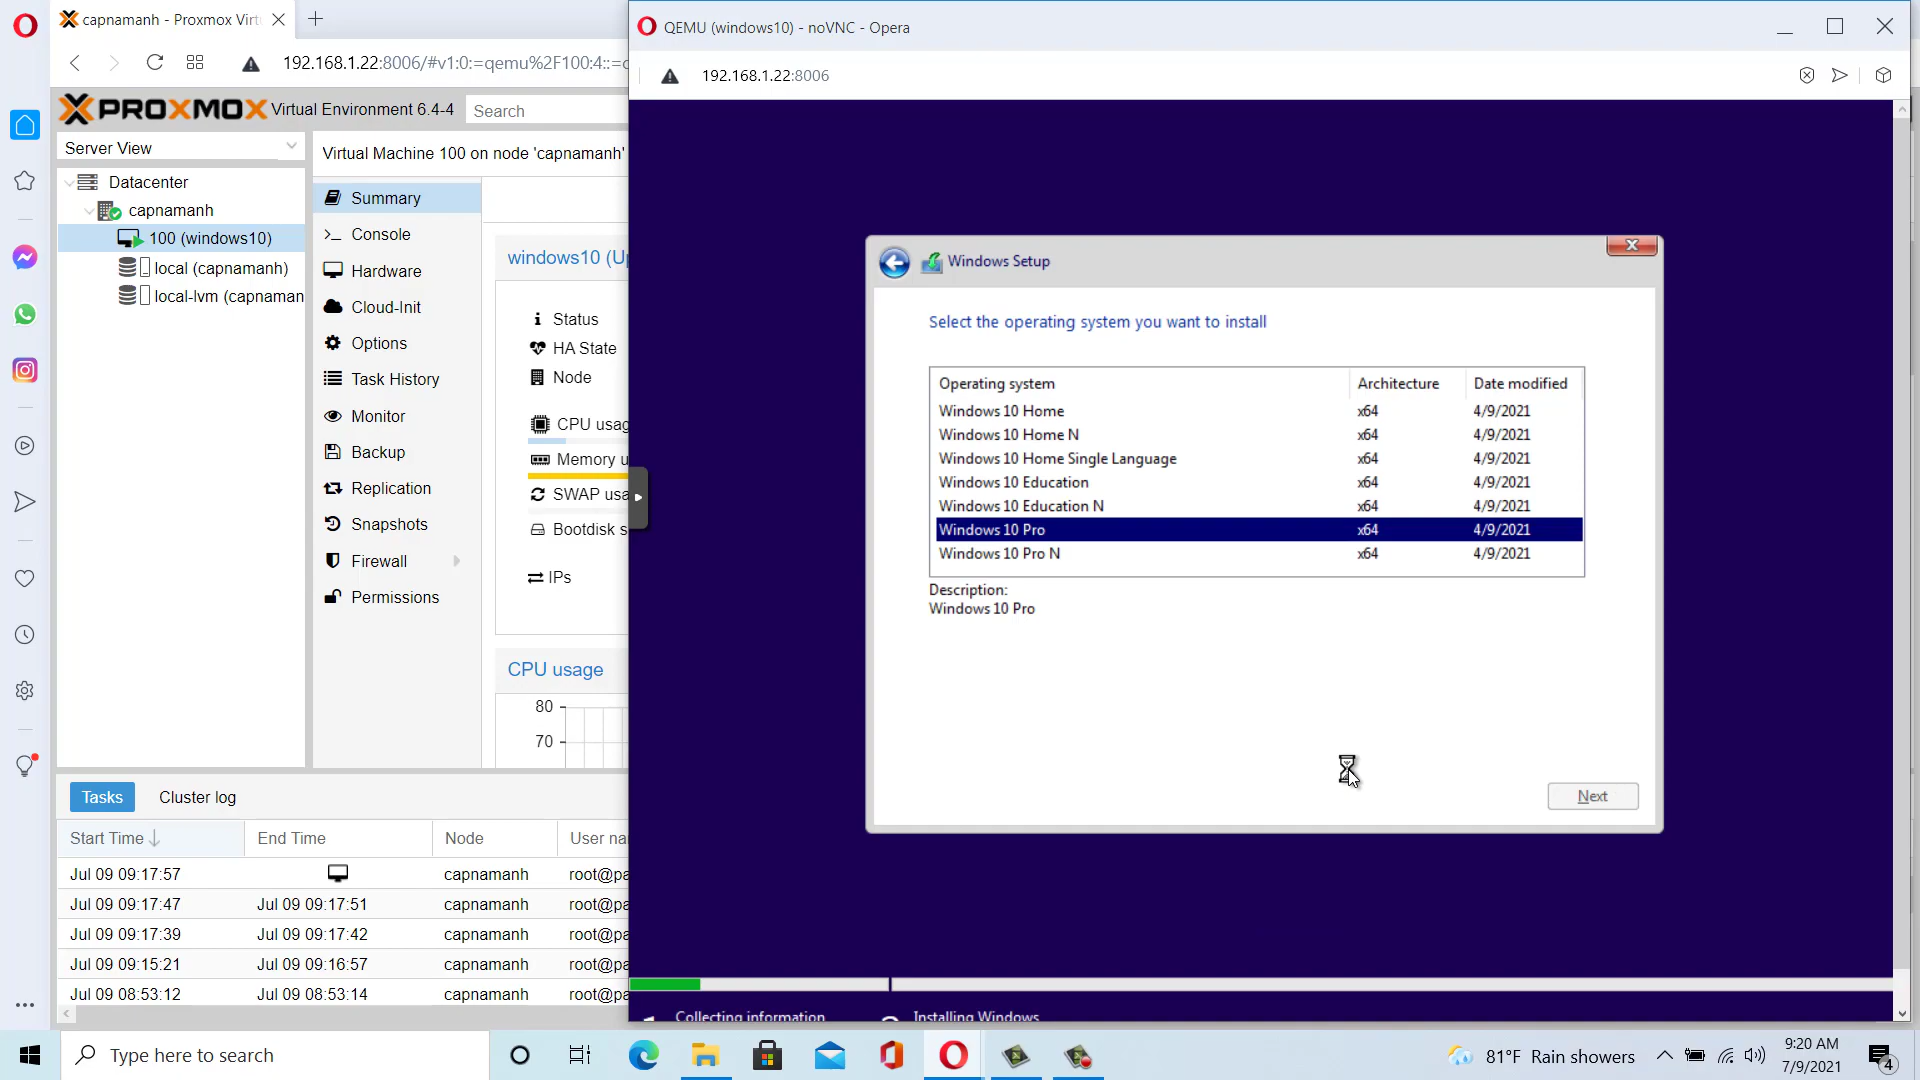 capnamanh - Proxmox Virt
QEMU (windows10) - noVNC - Opera
192.168.1.22:8006/#v1:0:=qemu%2F100:4::=c
192.168.1.22:8006
PROXMOX Virtual Environment 6.4-4
Search
Server View
Virtual Machine 100 on node 'capnamanh'
Datacenter
capnamanh
100 (windows10)
local (capnamanh)
local-lvm (capnaman
Summary
Console
Hardware
Cloud-Init
Options
Task History
Monitor
Backup
Replication
Snapshots
Firewall
Permissions
windows10 (Up
Status
HA State
Node
CPU usag
Memory u
SWAP usa
Bootdisk s
IPs
CPU usage
80
70
Windows Setup
Select the operating system you want to install
Operating system Architecture Date modified
Windows 10 Home x64 4/9/2021
Windows 10 Home N x64 4/9/2021
Windows 10 Home Single Language x64 4/9/2021
Windows 10 Education x64 4/9/2021
Windows 10 Education N x64 4/9/2021
Windows 10 Pro x64 4/9/2021
Windows 10 Pro N x64 4/9/2021
Description:
Windows 10 Pro
Next
Collecting information
Installing Windows
Tasks Cluster log
Start Time End Time Node User na
Jul 09 09:17:57 capnamanh root@pa
Jul 09 09:17:47 Jul 09 09:17:51 capnamanh root@pa
Jul 09 09:17:39 Jul 09 09:17:42 capnamanh root@pa
Jul 09 09:15:21 Jul 09 09:16:57 capnamanh root@pa
Jul 09 08:53:12 Jul 09 08:53:14 capnamanh root@pa
Type here to search
81°F Rain showers
9:20 AM
7/9/2021
4